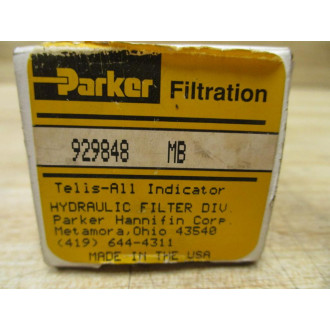 Parker Filtration
929848 MB
Tells-All Indicator
HYDRAULIC FILTER DIV.
Parker Hannifin Corp.
Metamora, Ohio 43540
(419) 644-4311
MADE IN THE USA